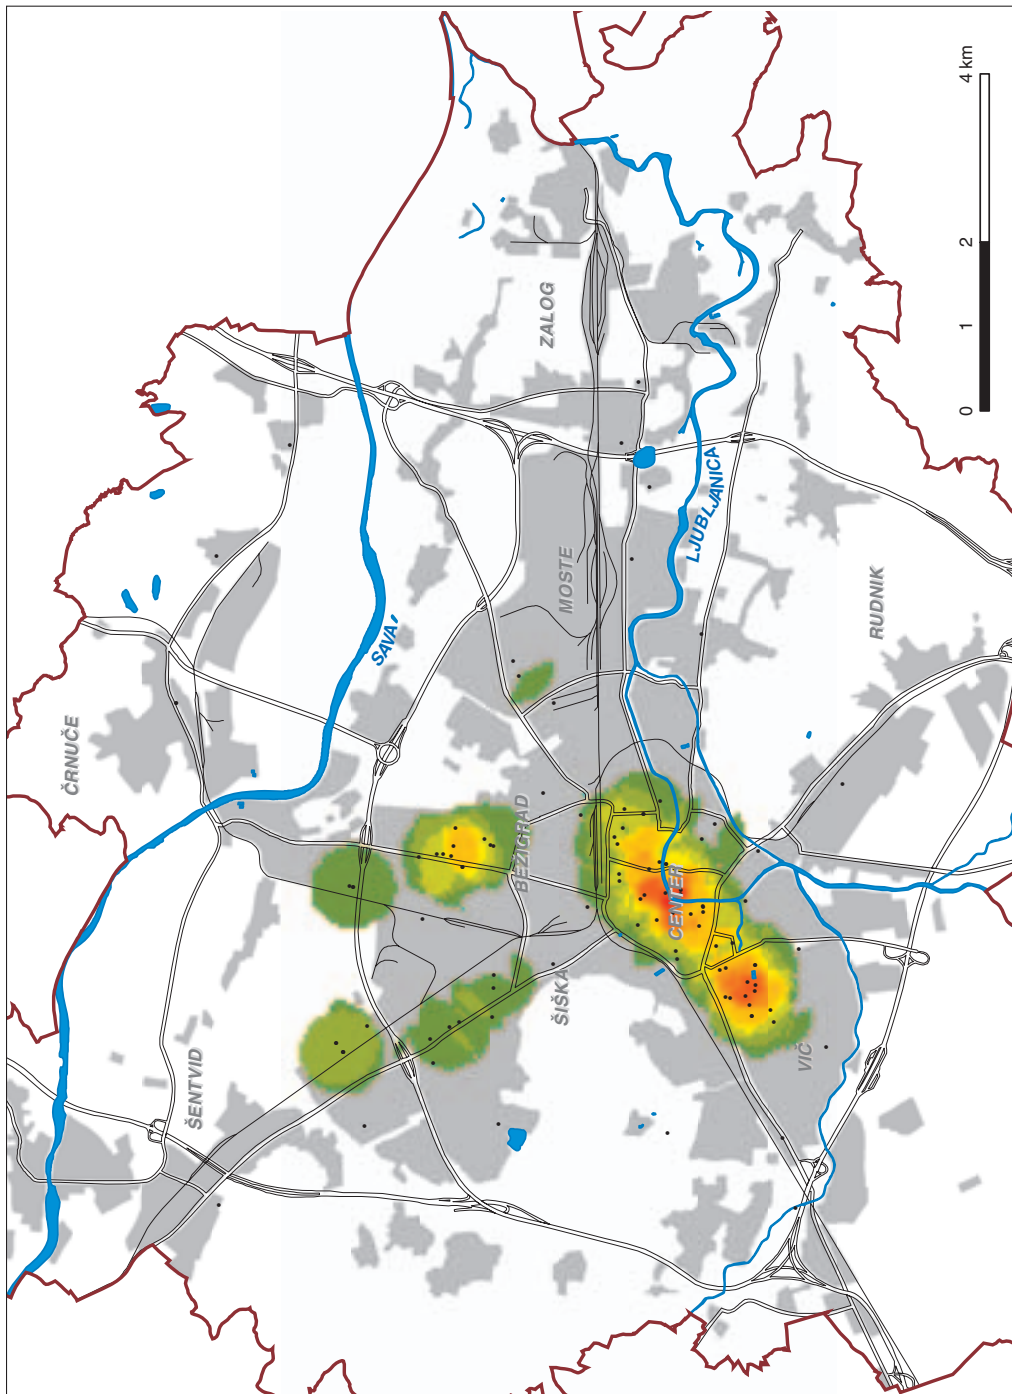 ČRNUČE
SAVA
ŠENTVID
BEŽIGRAD
ŠIŠKA
MOSTE
ZALOG
CENTER
LJUBLJANICA
VIČ
RUDNIK
0 1 2 4 km